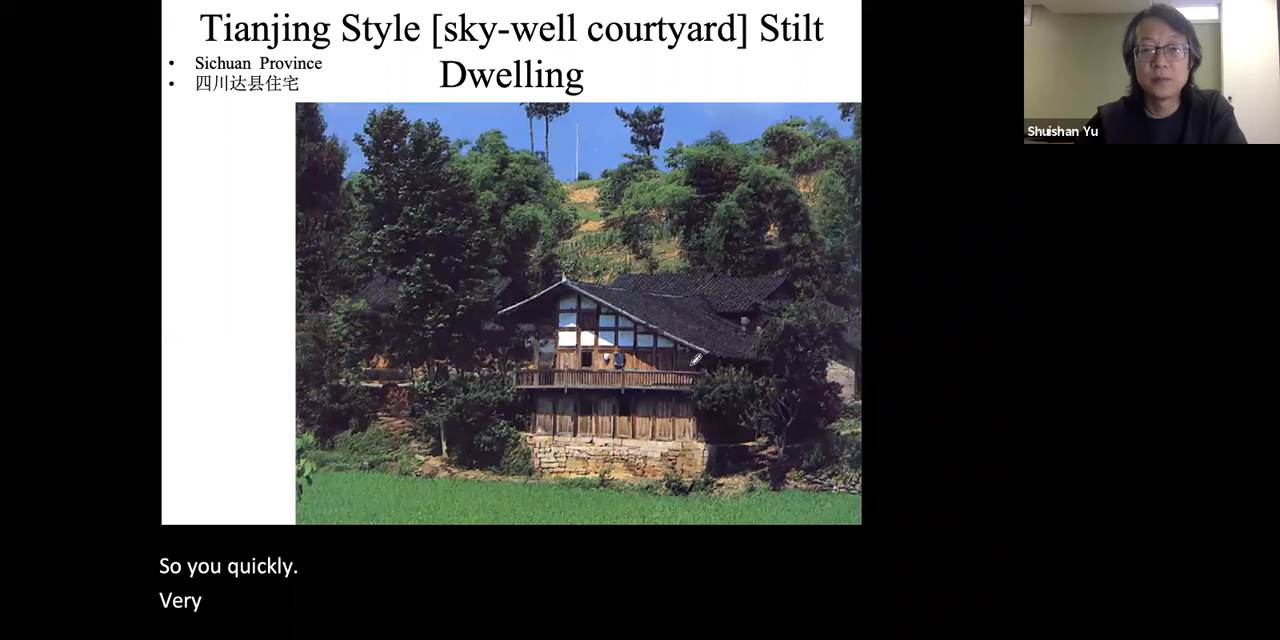 Tianjing Style [sky-well courtyard] Stilt
Dwelling
• Sichuan Province
• 四川达县住宅
Shuishan Yu
So you quickly.
Very